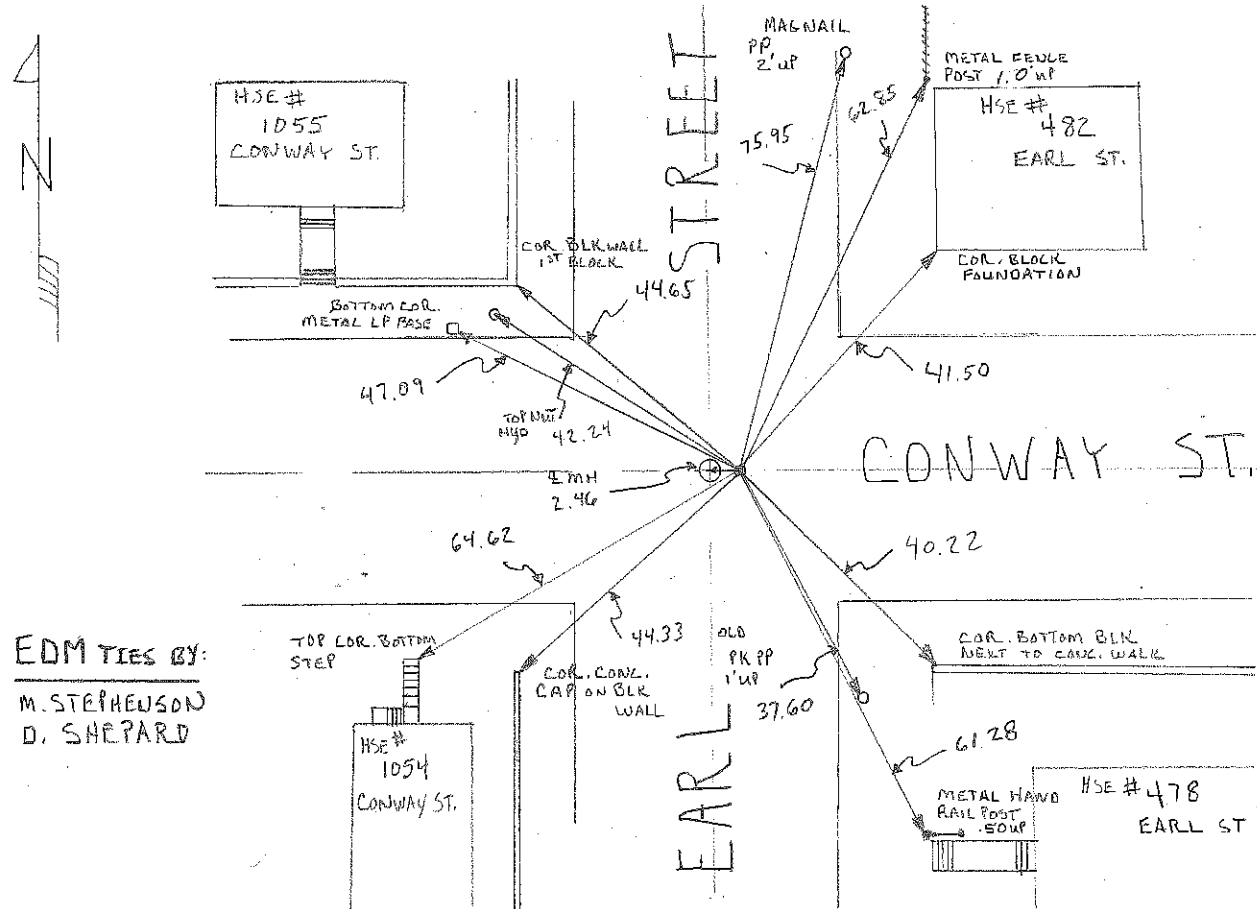 MAGNAIL
PP
2' UP
METAL FENCE
POST 1.0' UP
HSE #
1055
CONWAY ST.
HSE #
482
EARL ST.
N
STREET
75.95
62.85
COR. BLK WALL
1ST BLOCK
COR. BLOCK
FOUNDATION
44.65
BOTTOM COR.
METAL LP BASE
47.09
41.50
TOP NUT
HYD 42.24
CONWAY ST.
℄ MH
2.46
64.62
40.22
EDM TIES BY:
M. STEPHENSON
D. SHEPARD
TOP COR. BOTTOM
STEP
44.33
COR. CONC.
CAP ON BLK
WALL
OLD
PK PP
1' UP
37.60
COR. BOTTOM BLK
NEXT TO CONC. WALK
EARL
61.28
HSE #
1054
CONWAY ST.
METAL HAND
RAIL POST
.50 UP
HSE # 478
EARL ST